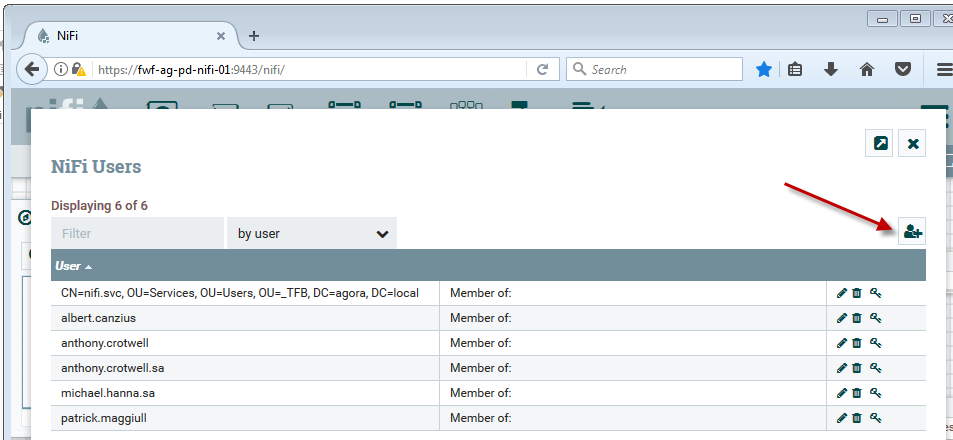 NiFi
https://fwf-ag-pd-nifi-01:9443/nifi/
Search
nifi
NiFi Users
Displaying 6 of 6
Filter
by user
User
CN=nifi.svc, OU=Services, OU=Users, OU=_TFB, DC=agora, DC=local
Member of:
albert.canzius
Member of:
anthony.crotwell
Member of:
anthony.crotwell.sa
Member of:
michael.hanna.sa
Member of:
patrick.maggiull
Member of: